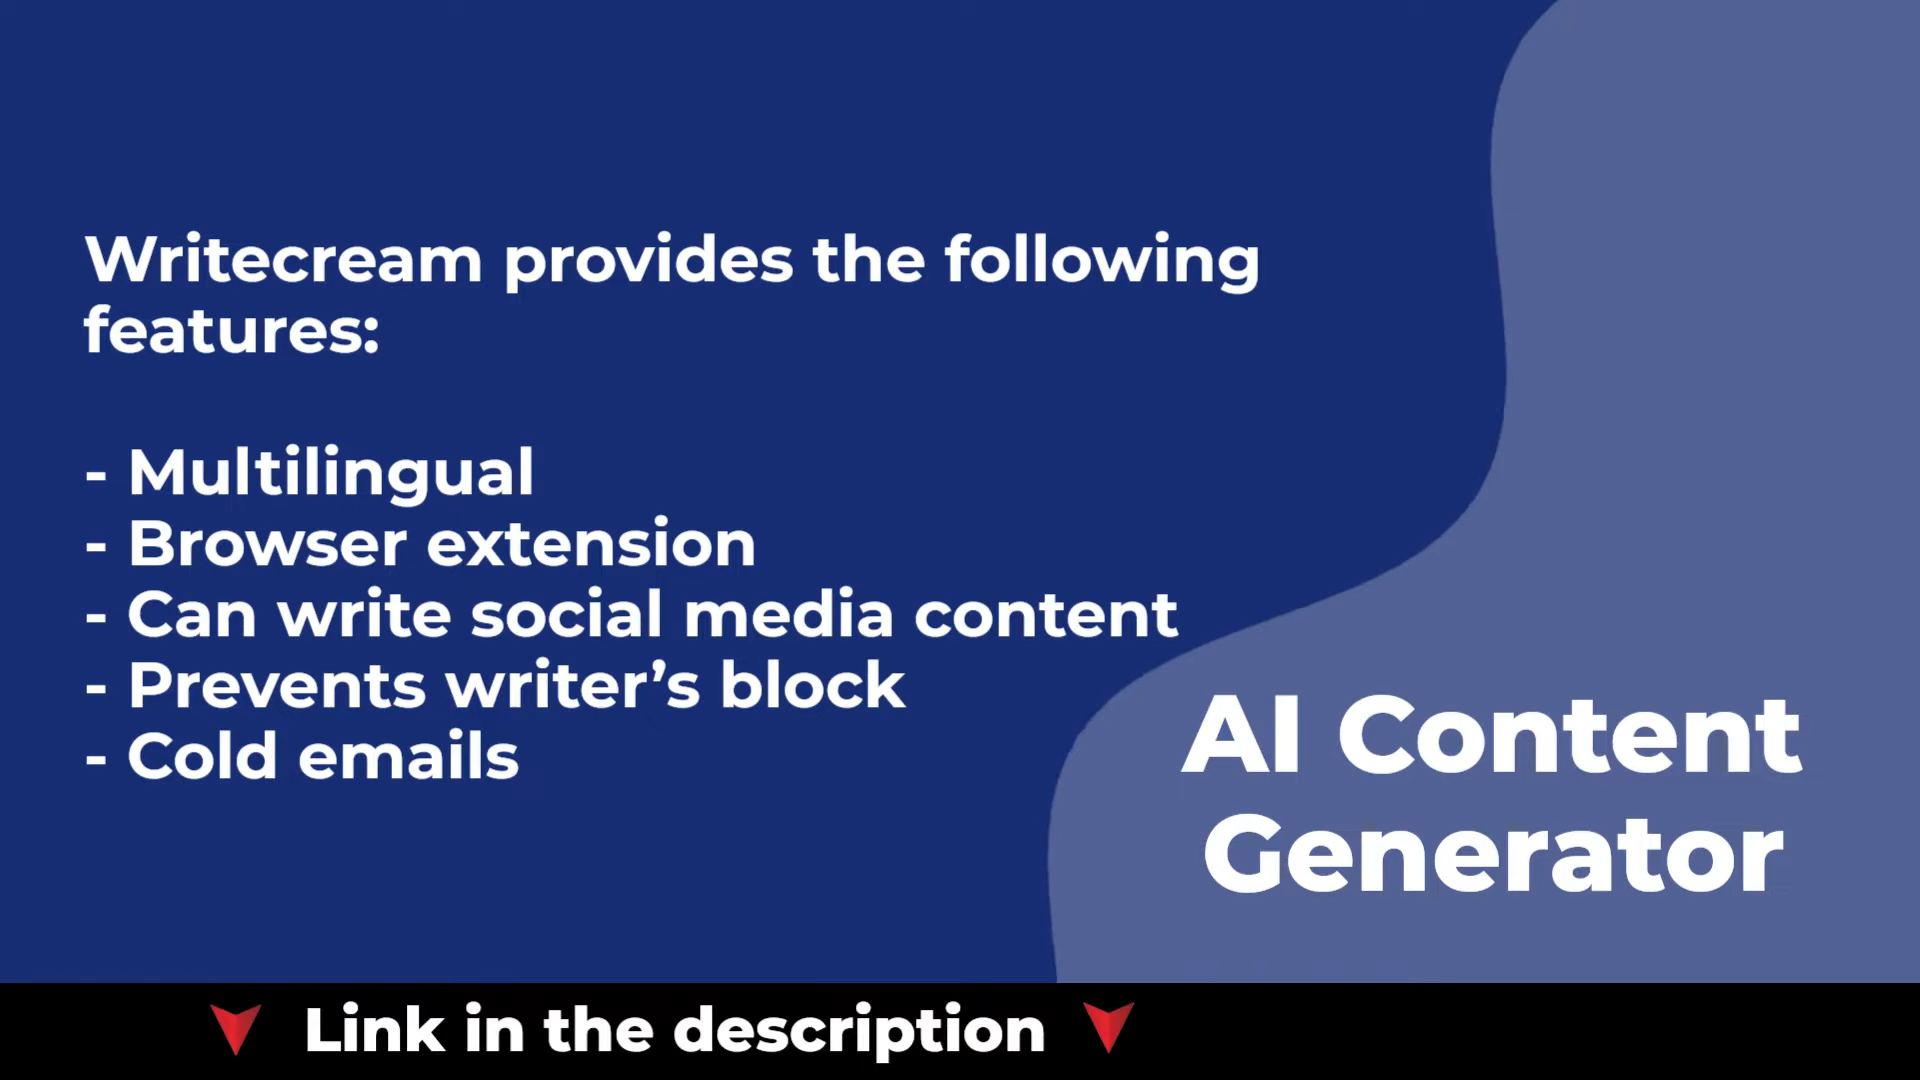 Writecream provides the following
features:
- Multilingual
- Browser extension
- Can write social media content
- Prevents writer’s block
- Cold emails
AI Content
Generator
Link in the description